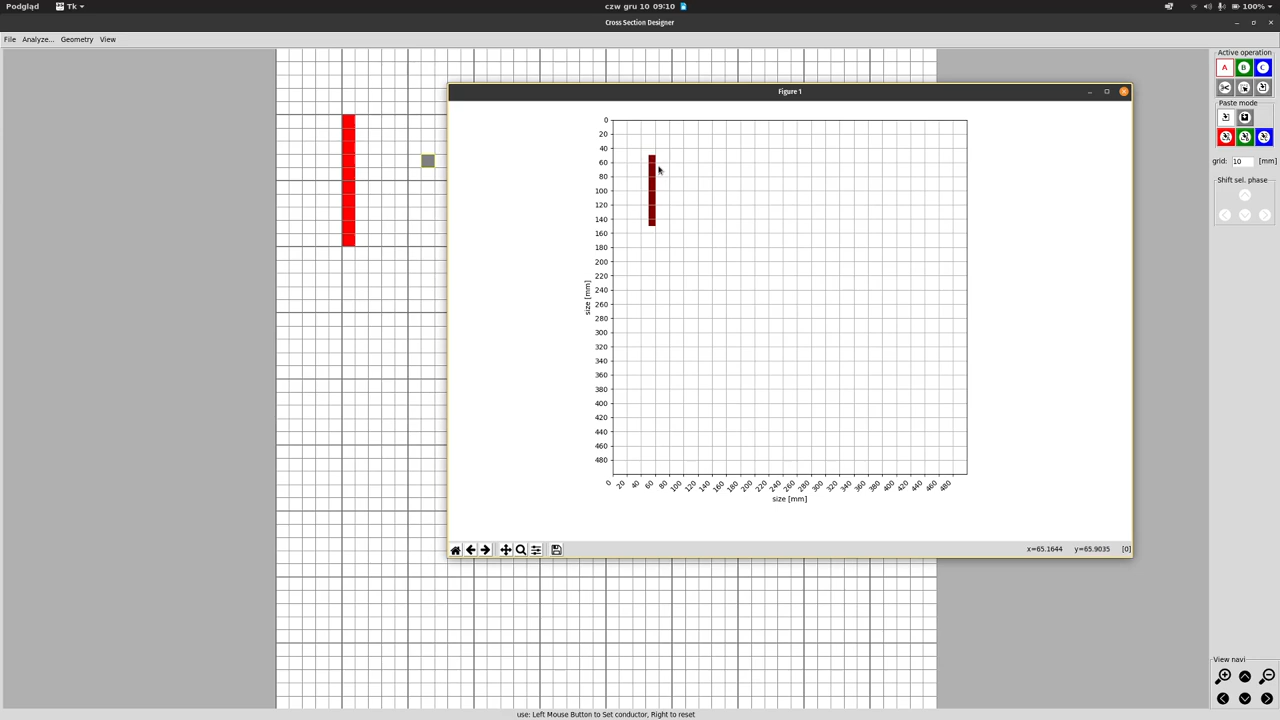 Podgląd Tk czw gru 10 09:10 100%
Cross Section Designer
File Analyze... Geometry View
Active operation
A B C
Paste mode
grid: 10 [mm]
Shift sel. phase
Figure 1
0
20
40
60
80
100
120
140
160
180
200
220
240
260
280
300
320
340
360
380
400
420
440
460
480
size [mm]
0 20 40 60 80 100 120 140 160 180 200 220 240 260 280 300 320 340 360 380 400 420 440 460 480
size [mm]
x=65.1644 y=65.9035 [0]
View navi
use: Left Mouse Button to Set conductor, Right to reset